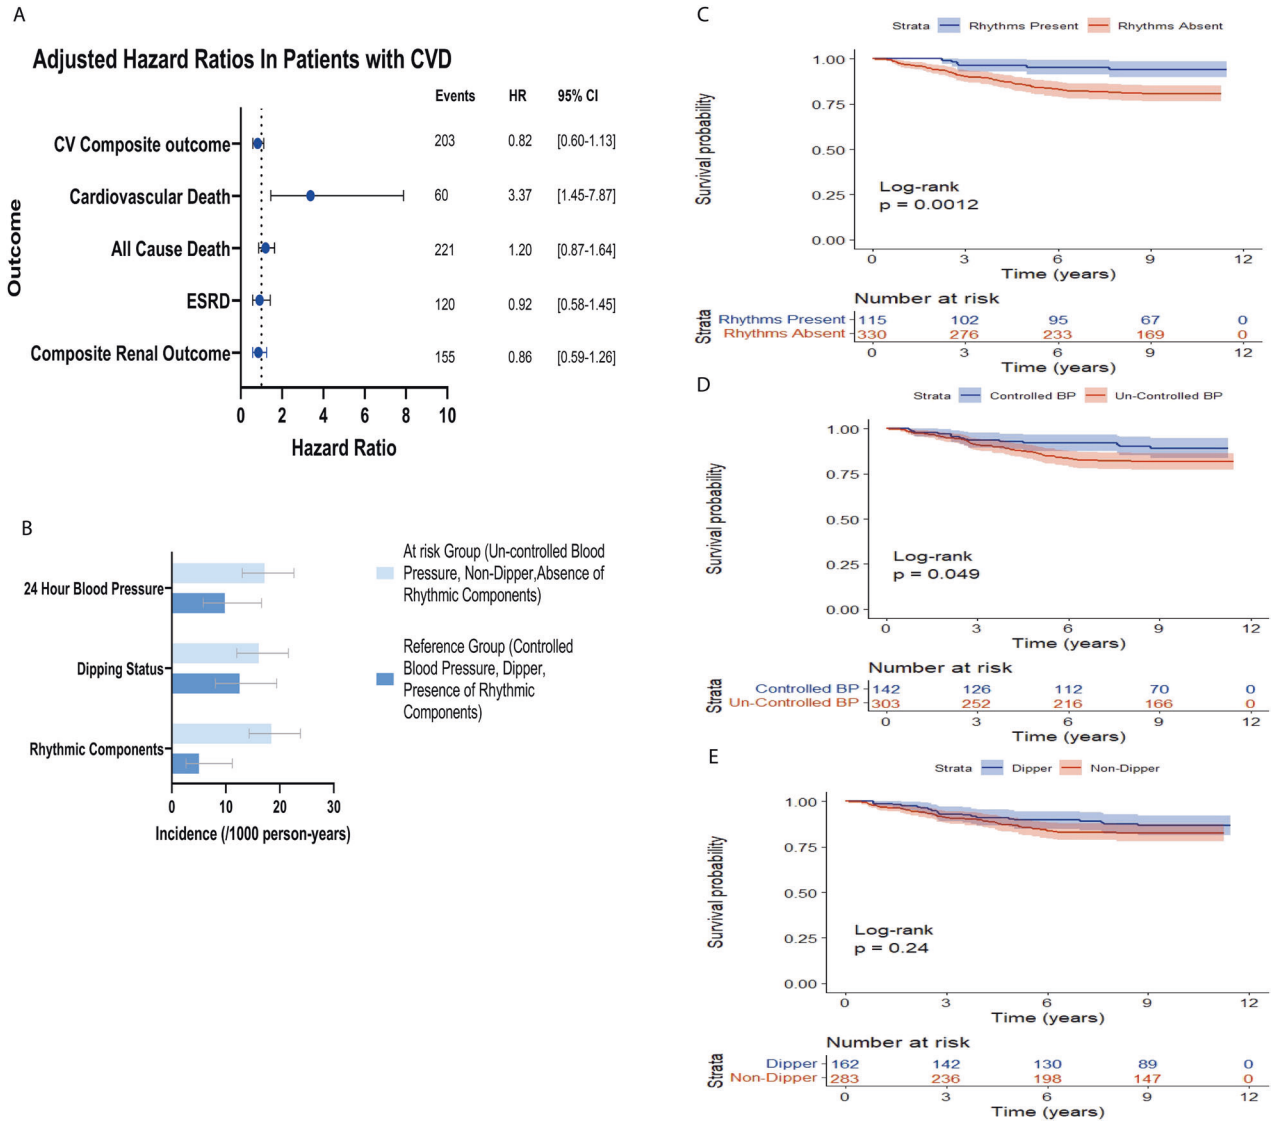 A
Adjusted Hazard Ratios In Patients with CVD
Events HR 95% CI
CV Composite outcome 203 0.82 [0.60-1.13]
Cardiovascular Death 60 3.37 [1.45-7.87]
All Cause Death 221 1.20 [0.87-1.64]
ESRD 120 0.92 [0.58-1.45]
Composite Renal Outcome 155 0.86 [0.59-1.26]
Outcome
0 2 4 6 8 10
Hazard Ratio
B
24 Hour Blood Pressure
Dipping Status
Rhythmic Components
0 10 20 30
Incidence (/1000 person-years)
At risk Group (Un-controlled Blood
Pressure, Non-Dipper,Absence of
Rhythmic Components)
Reference Group (Controlled
Blood Pressure, Dipper,
Presence of Rhythmic
Components)
C
Strata Rhythms Present Rhythms Absent
Survival probability
1.00
0.75
0.50
0.25
0.00
Log-rank
p = 0.0012
0 3 6 9 12
Time (years)
Number at risk
Strata
Rhythms Present 115 102 95 67 0
Rhythms Absent 330 276 233 169 0
0 3 6 9 12
Time (years)
D
Strata Controlled BP Un-Controlled BP
Survival probability
1.00
0.75
0.50
0.25
0.00
Log-rank
p = 0.049
0 3 6 9 12
Time (years)
Number at risk
Strata
Controlled BP 142 126 112 70 0
Un-Controlled BP 303 252 216 166 0
0 3 6 9 12
Time (years)
E
Strata Dipper Non-Dipper
Survival probability
1.00
0.75
0.50
0.25
0.00
Log-rank
p = 0.24
0 3 6 9 12
Time (years)
Number at risk
Strata
Dipper 162 142 130 89 0
Non-Dipper 283 236 198 147 0
0 3 6 9 12
Time (years)